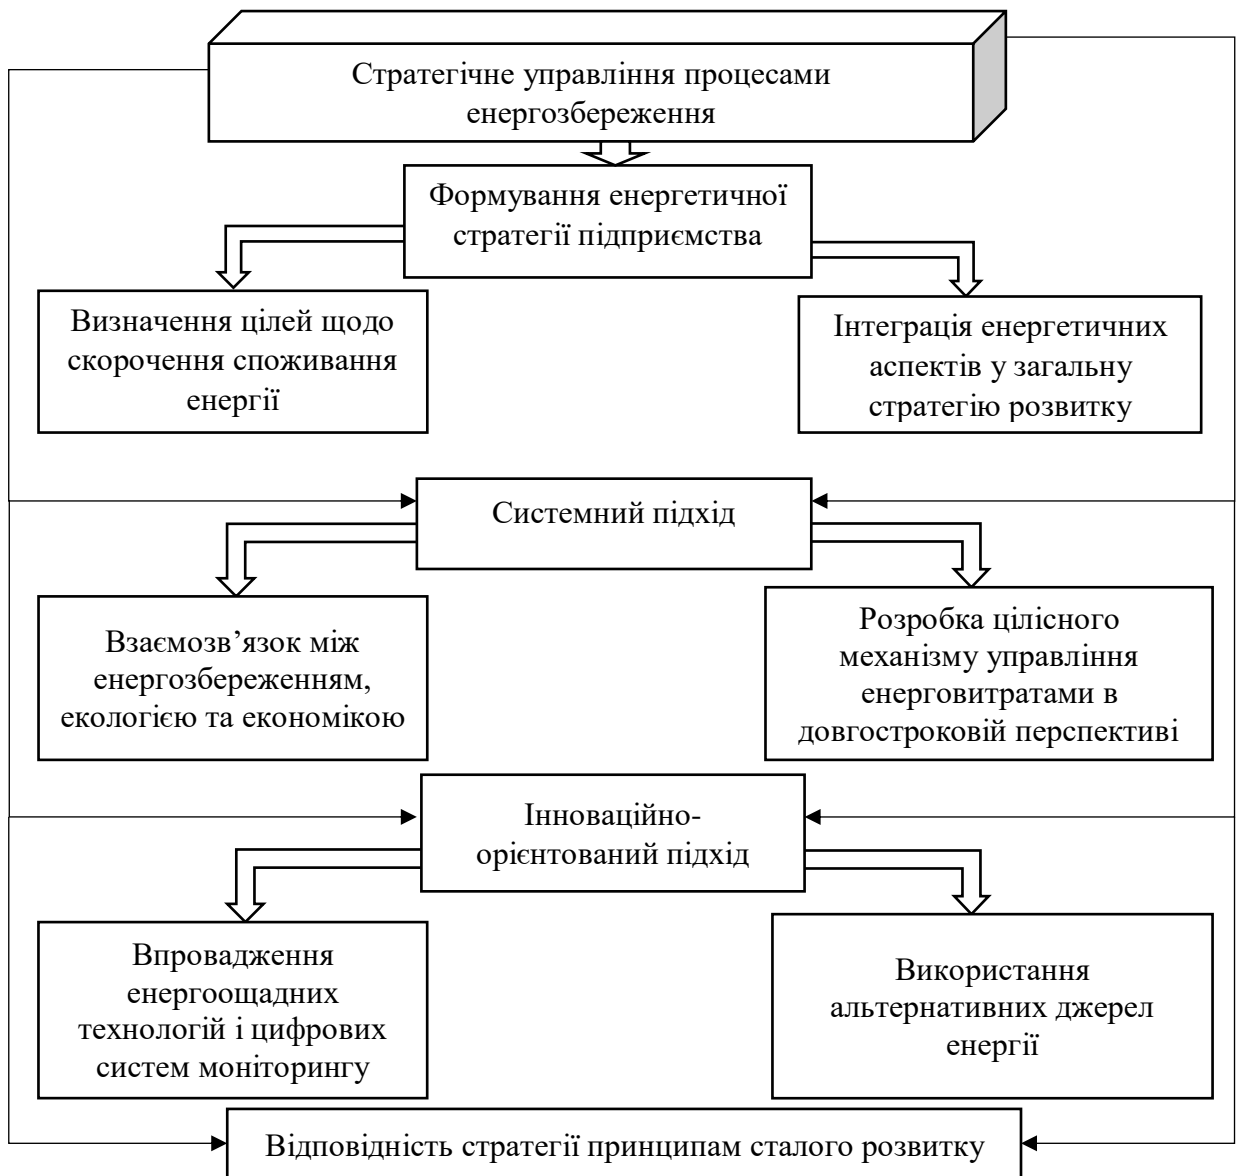 Стратегічне управління процесами
енергозбереження
Формування енергетичної
стратегії підприємства
Визначення цілей щодо
скорочення споживання
енергії
Інтеграція енергетичних
аспектів у загальну
стратегію розвитку
Системний підхід
Взаємозв’язок між
енергозбереженням,
екологією та економікою
Розробка цілісного
механізму управління
енерговитратами в
довгостроковій перспективі
Інноваційно-
орієнтований підхід
Впровадження
енергоощадних
технологій і цифрових
систем моніторингу
Використання
альтернативних джерел
енергії
Відповідність стратегії принципам сталого розвитку